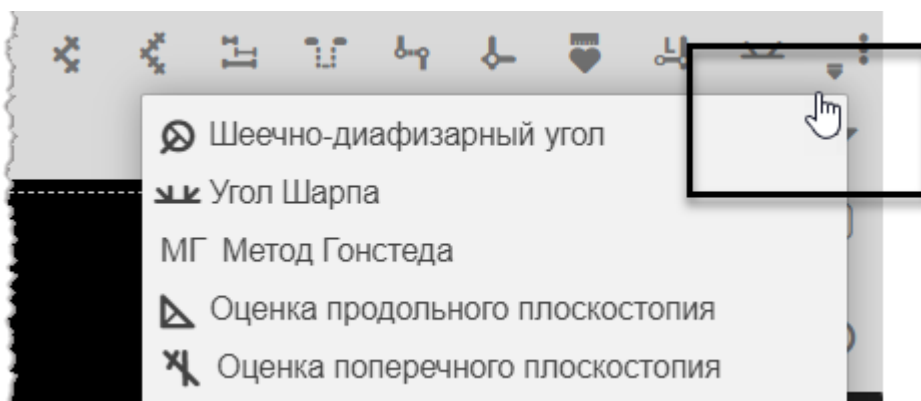 Шеечно-диафизарный угол
Угол Шарпа
МГ Метод Гонстеда
Оценка продольного плоскостопия
Оценка поперечного плоскостопия